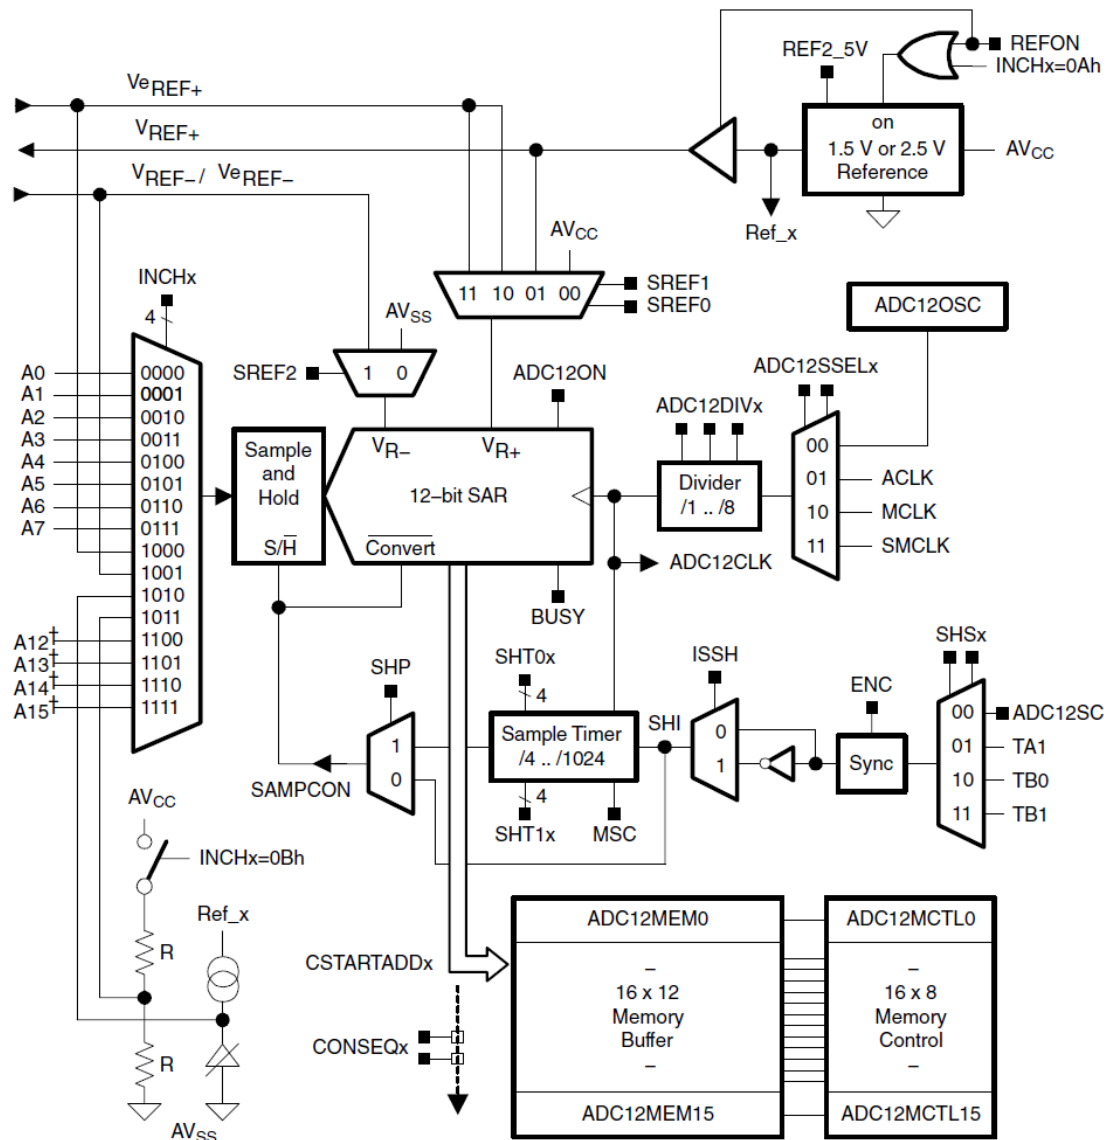 REF2_5V
REFON
INCHx=0Ah
VeREF+
VREF+
on
1.5 V or 2.5 V
Reference
AVCC
VREF− / VeREF−
Ref_x
AVCC
INCHx
4
11 10 01 00
SREF1
SREF0
ADC12OSC
AVSS
SREF2
1 0
ADC12ON
ADC12SSELx
ADC12DIVx
A0 0000
A1 0001
A2 0010
A3 0011
A4 0100
A5 0101
A6 0110
A7 0111
1000
1001
1010
1011
A12† 1100
A13† 1101
A14† 1110
A15† 1111
Sample
and
Hold
S/H̅
VR−
VR+
12−bit SAR
C̅o̅n̅v̅e̅r̅t̅
Divider
/1 .. /8
00
01 ACLK
10 MCLK
11 SMCLK
ADC12CLK
BUSY
SHP
SHT0x
4
ISSH
SHSx
ENC
1
0
SAMPCON
Sample Timer
/4 .. /1024
SHI
0
1
Sync
00 ADC12SC
01 TA1
10 TB0
11 TB1
4
SHT1x
MSC
AVCC
INCHx=0Bh
Ref_x
R
R
AVSS
CSTARTADDx
CONSEQx
ADC12MEM0
–
16 x 12
Memory
Buffer
–
ADC12MEM15
ADC12MCTL0
–
16 x 8
Memory
Control
–
ADC12MCTL15